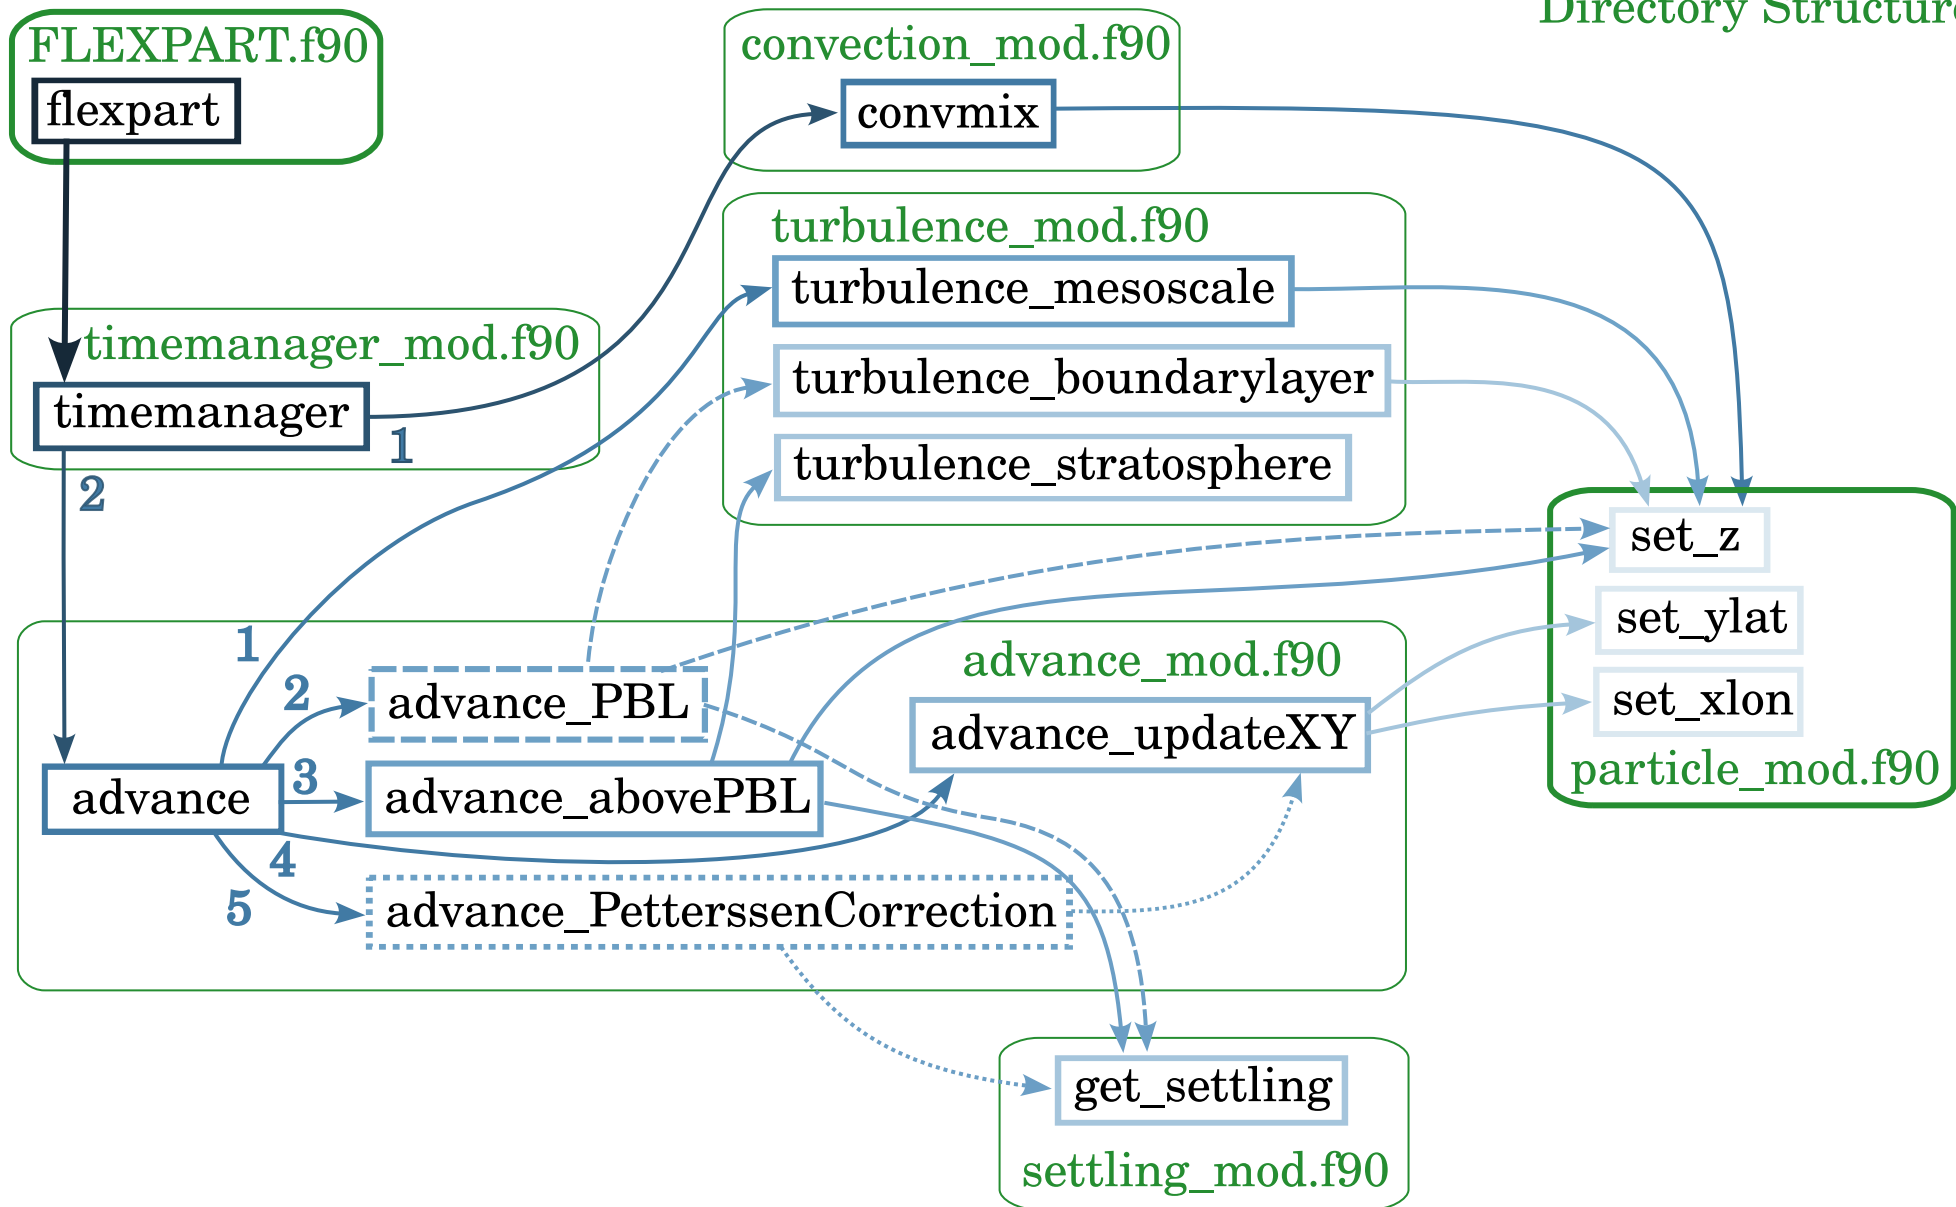 Directory Structure
FLEXPART.f90
flexpart
convection_mod.f90
convmix
turbulence_mod.f90
turbulence_mesoscale
turbulence_boundarylayer
turbulence_stratosphere
timemanager_mod.f90
timemanager
1
2
set_z
set_ylat
set_xlon
particle_mod.f90
advance_mod.f90
1
2
advance_PBL
advance_updateXY
3
advance
advance_abovePBL
4
5
advance_PetterssenCorrection
get_settling
settling_mod.f90